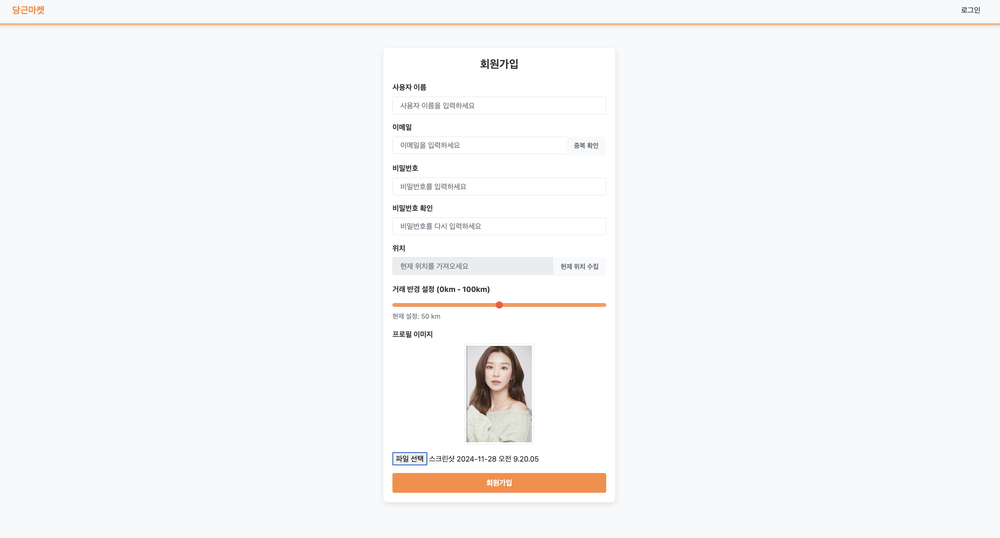 당근마켓
로그인
회원가입
사용자 이름
사용자 이름을 입력하세요
이메일
이메일을 입력하세요
중복 확인
비밀번호
비밀번호를 입력하세요
비밀번호 확인
비밀번호를 다시 입력하세요
위치
현재 위치를 가져오세요
현재 위치 수집
거래 반경 설정 (0km - 100km)
현재 설정: 50 km
프로필 이미지
파일 선택 스크린샷 2024-11-28 오전 9.20.05
회원가입